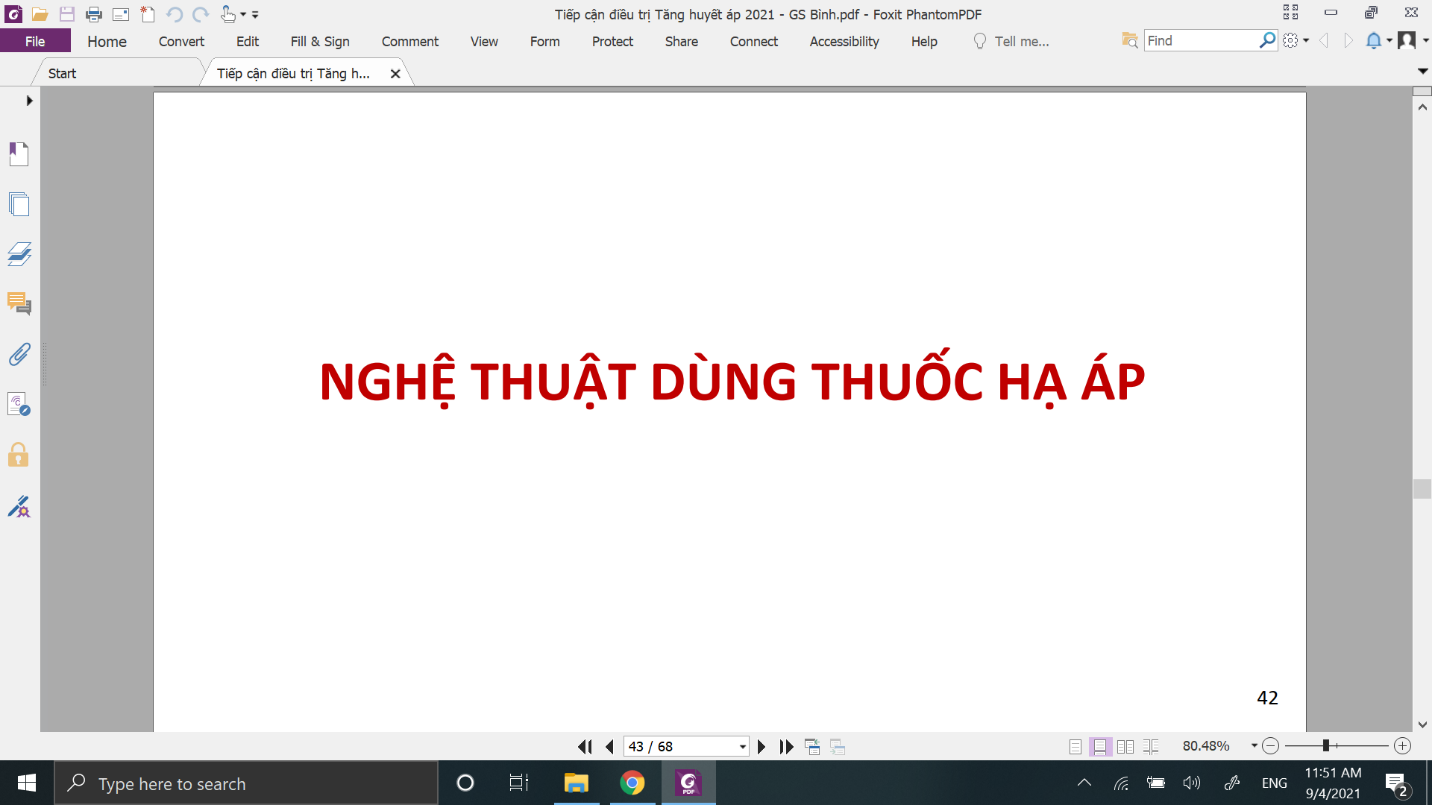 Tiếp cận điều trị Tăng huyết áp 2021 - GS Binh.pdf - Foxit PhantomPDF
File Home Convert Edit Fill & Sign Comment View Form Protect Share Connect Accessibility Help Tell me... Find
Start Tiếp cận điều trị Tăng h...
NGHỆ THUẬT DÙNG THUỐC HẠ ÁP
42
43 / 68 80.48%
Type here to search PDF ENG 11:51 AM
9/4/2021 2